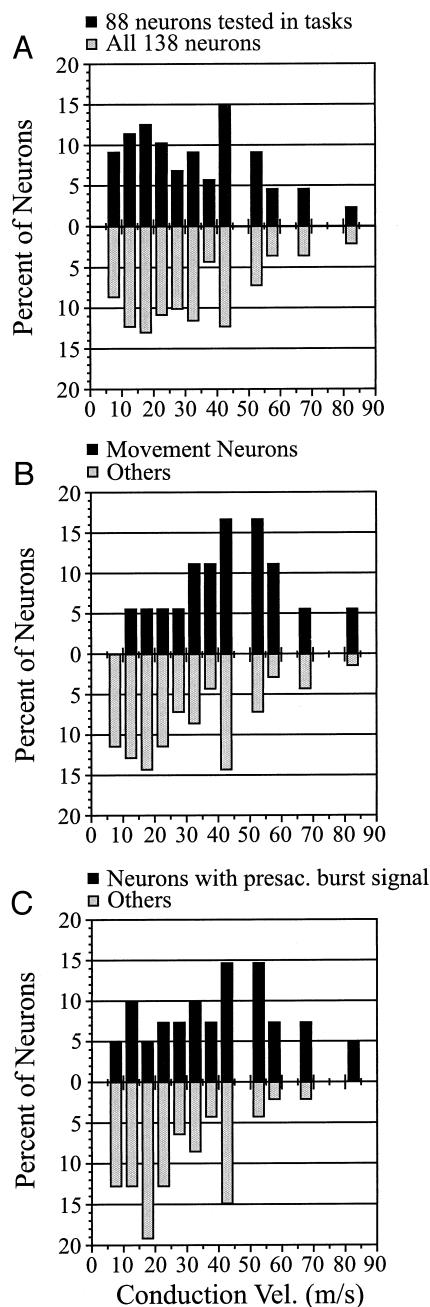 A
88 neurons tested in tasks
All 138 neurons
Percent of Neurons
20
15
10
5
0
5
10
15
20
0 10 20 30 40 50 60 70 80 90
B
Movement Neurons
Others
Percent of Neurons
20
15
10
5
0
5
10
15
20
0 10 20 30 40 50 60 70 80 90
C
Neurons with presac. burst signal
Others
Percent of Neurons
20
15
10
5
0
5
10
15
20
0 10 20 30 40 50 60 70 80 90
Conduction Vel. (m/s)